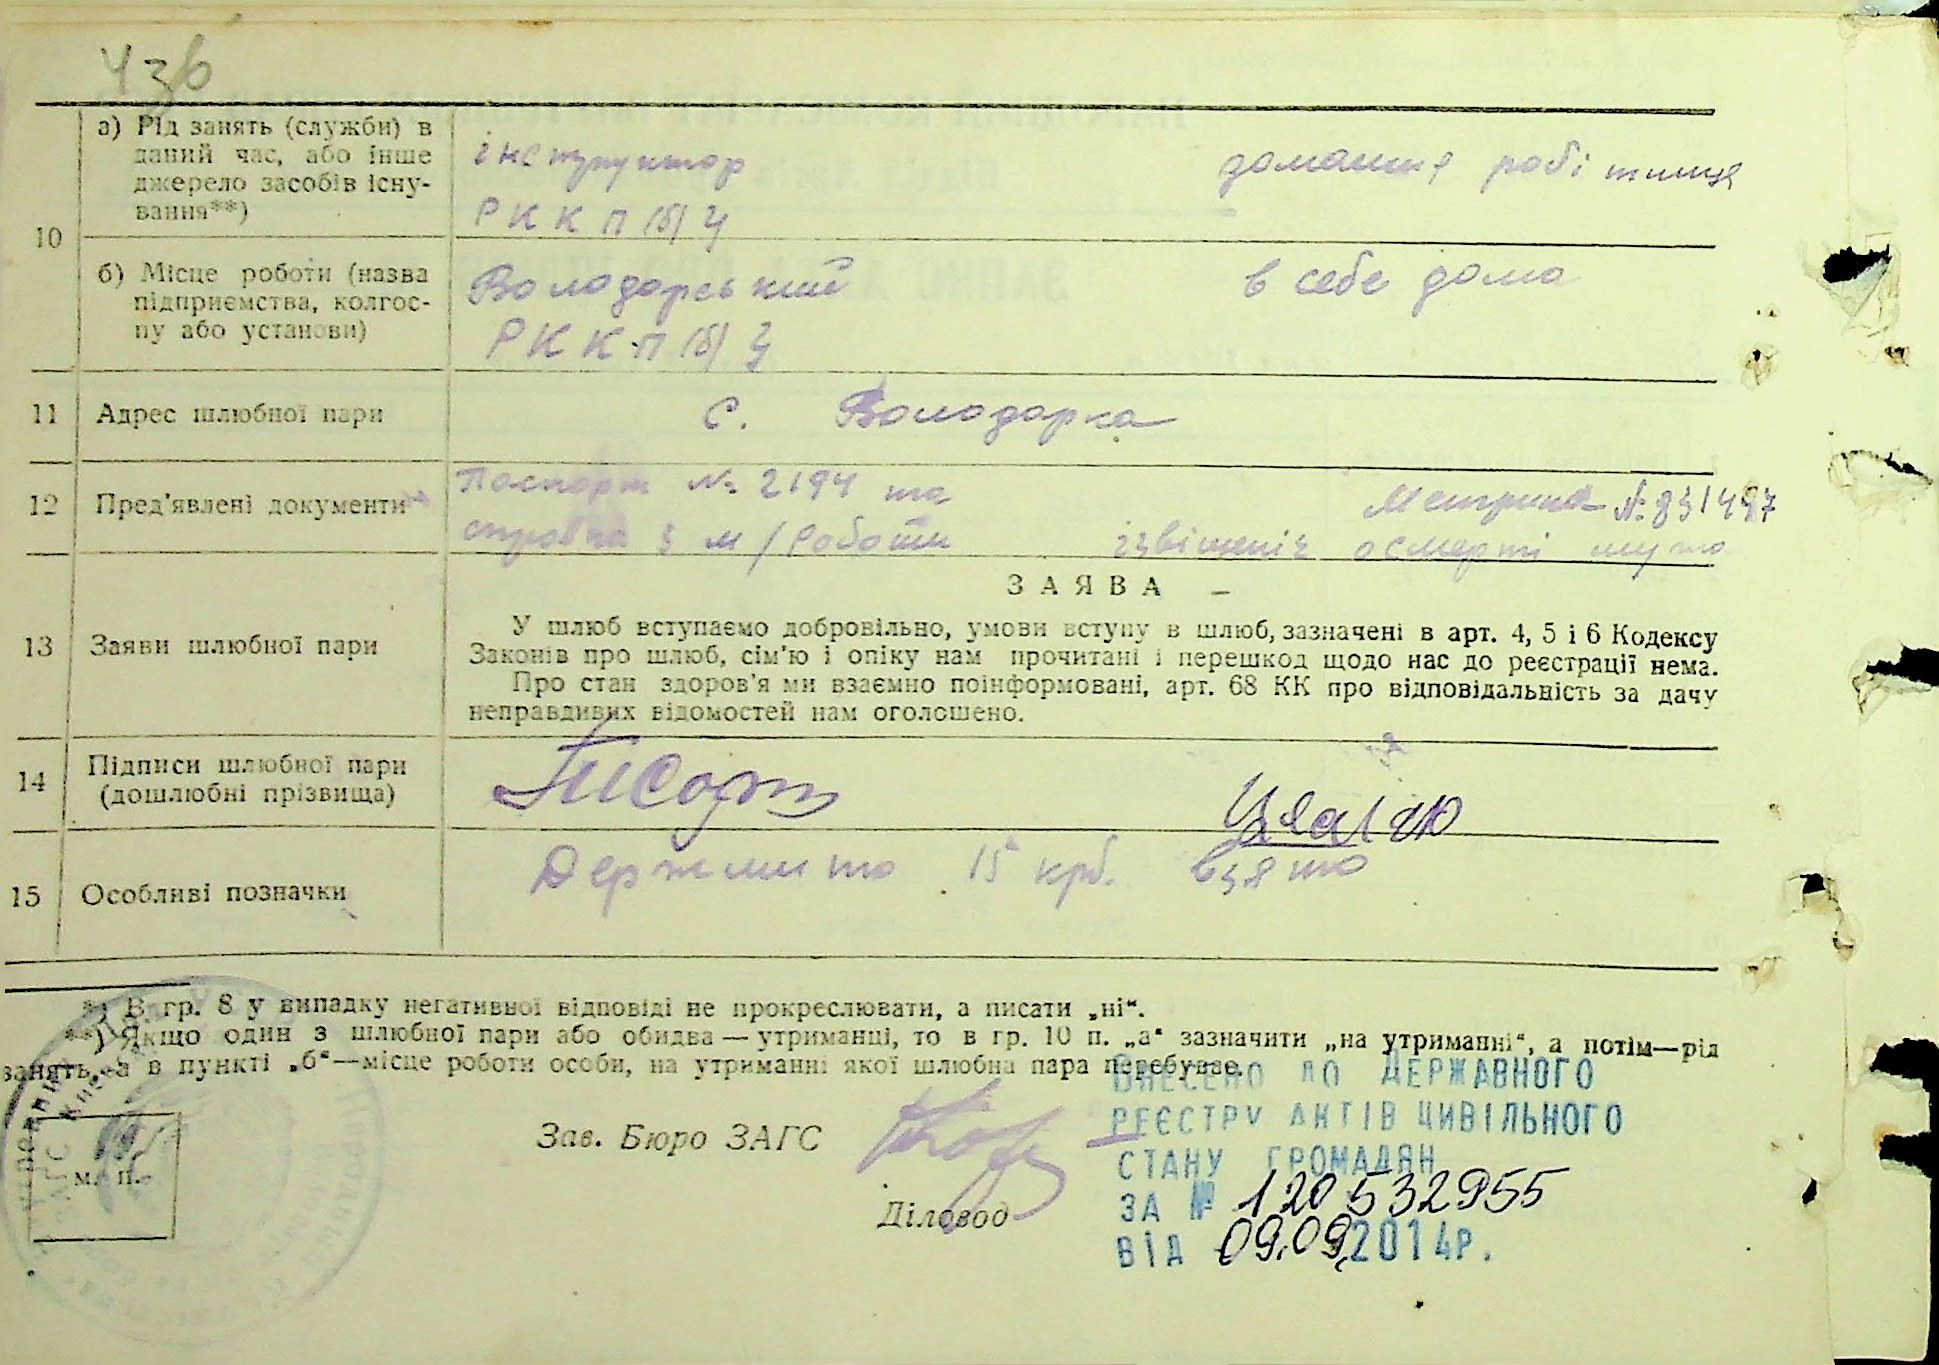 43б
10
а) Рід занять (служби) в
даний час, або інше
джерело засобів існу-
вання**)
інструктор
РККП(б)У
домашня робітниця
б) Місце роботи (назва
підприємства, колгос-
пу або установи)
Володарський
РККП(б)У
в себе дома
11 Адрес шлюбної пари
с. Володарка
12 Пред'явлені документи
Паспорт № 2194 та
справка з м/роботи
Метрика №
ізвіщеніє о смерті мужа
ЗАЯВА
13 Заяви шлюбної пари
У шлюб вступаємо добровільно, умови вступу в шлюб, зазначені в арт. 4, 5 і 6 Кодексу
Законів про шлюб, сім'ю і опіку нам прочитані і перешкод щодо нас до реєстрації нема.
Про стан здоров'я ми взаємно поінформовані, арт. 68 КК про відповідальність за дачу
неправдивих відомостей нам оголошено.
14 Підписи шлюбної пари
(дошлюбні прізвища)
15 Особливі позначки
Держмито 15 крб. взято
*) В гр. 8 у випадку негативної відповіді не прокреслювати, а писати „ні“.
**) Якщо один з шлюбної пари або обидва — утриманці, то в гр. 10 п. „а“ зазначити „на утриманні“, а потім—рід
занять, а в пункті „б“—місце роботи особи, на утриманні якої шлюбна пара перебуває.
м. п.
Зав. Бюро ЗАГС
Діловод
ВНЕСЕНО ДО ДЕРЖАВНОГО
РЕЄСТРУ АКТІВ ЦИВІЛЬНОГО
СТАНУ ГРОМАДЯН
ЗА № 120532955
ВІД 09.09.2014р.